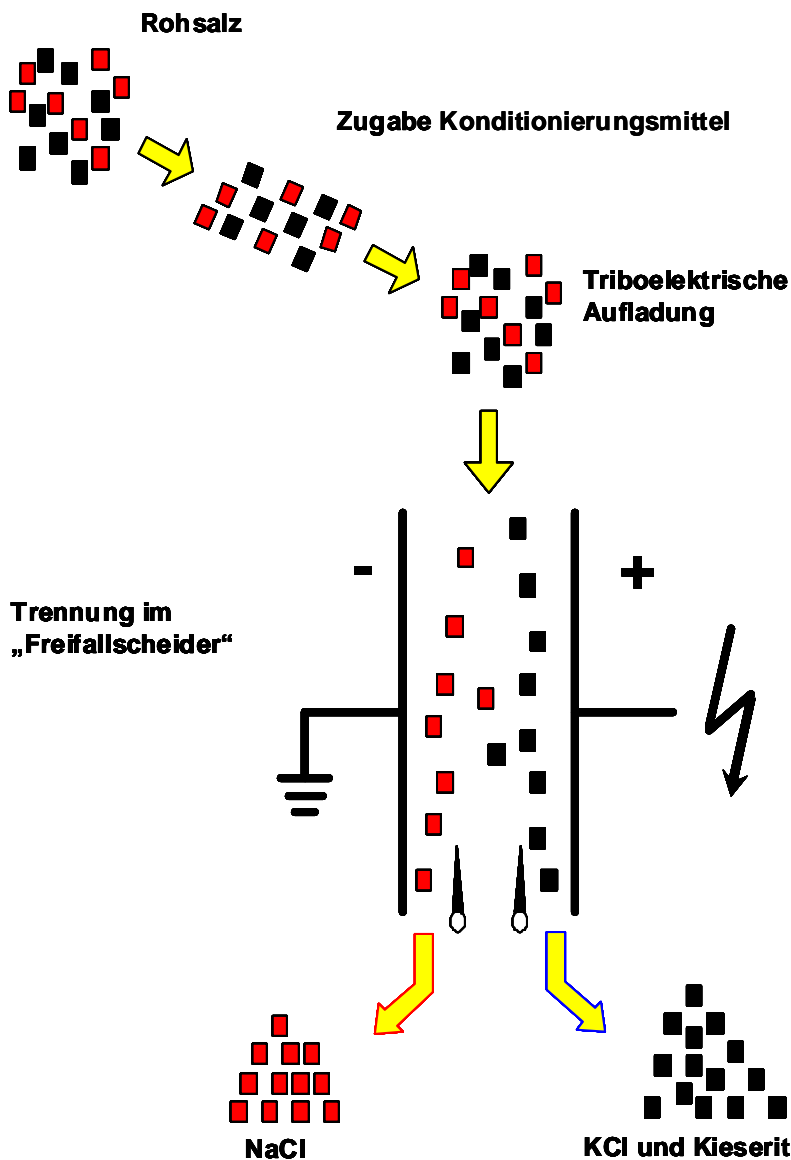 Rohsalz
Zugabe Konditionierungsmittel
Triboelektrische
Aufladung
- +
Trennung im
„Freifallscheider“
NaCl
KCl und Kieserit